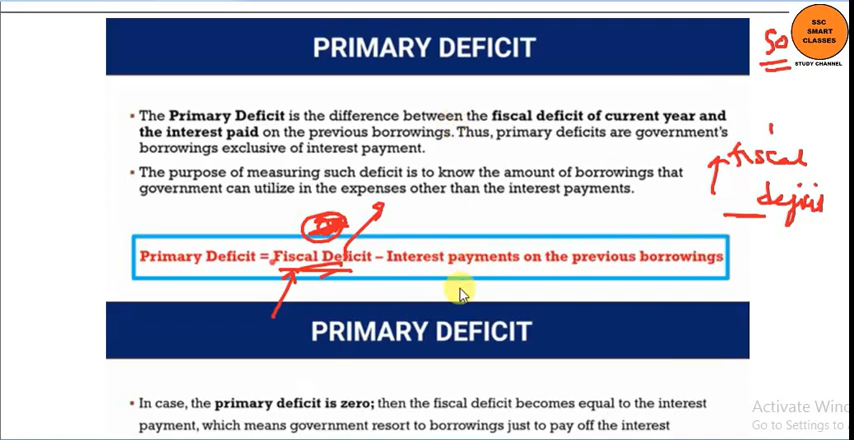 PRIMARY DEFICIT
SSC
SMART
CLASSES
STUDY CHANNEL
50
▪ The Primary Deficit is the difference between the fiscal deficit of current year and
the interest paid on the previous borrowings. Thus, primary deficits are government's
borrowings exclusive of interest payment.
▪ The purpose of measuring such deficit is to know the amount of borrowings that
government can utilize in the expenses other than the interest payments.
fiscal
deficit
Primary Deficit = Fiscal Deficit – Interest payments on the previous borrowings
PRIMARY DEFICIT
▪ In case, the primary deficit is zero; then the fiscal deficit becomes equal to the interest
payment, which means government resort to borrowings just to pay off the interest
Activate Wind
Go to Settings to